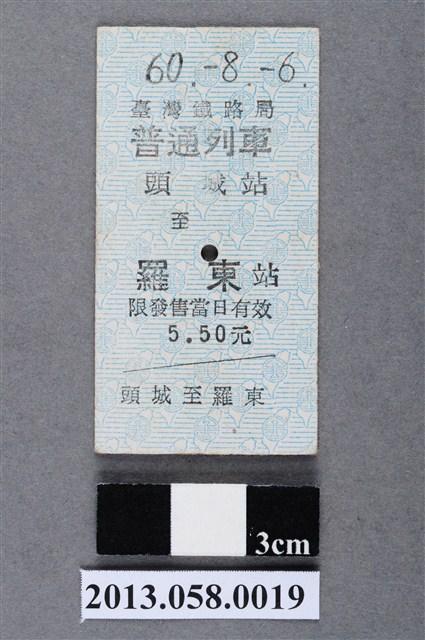 60.-8.-6.
臺灣鐵路局
普通列車
頭城站
至
羅東站
限發售當日有效
5.50元
頭城至羅東
3cm
2013.058.0019